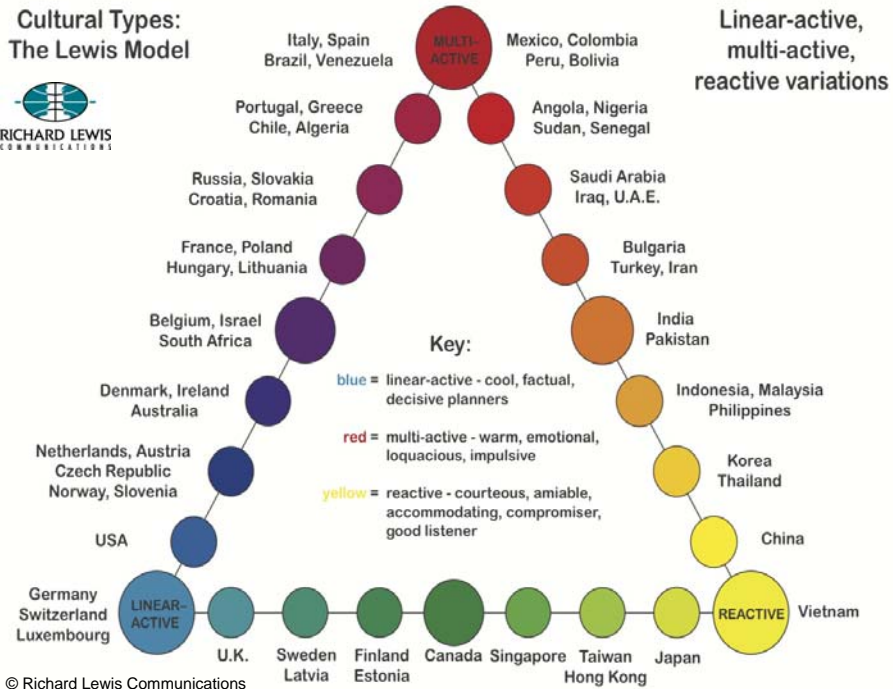 Cultural Types:
The Lewis Model
RICHARD LEWIS
COMMUNICATIONS
Linear-active,
multi-active,
reactive variations
MULTI-
ACTIVE
Italy, Spain
Brazil, Venezuela
Mexico, Colombia
Peru, Bolivia
Portugal, Greece
Chile, Algeria
Angola, Nigeria
Sudan, Senegal
Russia, Slovakia
Croatia, Romania
Saudi Arabia
Iraq, U.A.E.
France, Poland
Hungary, Lithuania
Bulgaria
Turkey, Iran
Belgium, Israel
South Africa
India
Pakistan
Denmark, Ireland
Australia
Indonesia, Malaysia
Philippines
Netherlands, Austria
Czech Republic
Norway, Slovenia
Korea
Thailand
USA
China
Key:
blue = linear-active - cool, factual,
decisive planners
red = multi-active - warm, emotional,
loquacious, impulsive
yellow = reactive - courteous, amiable,
accommodating, compromiser,
good listener
Germany
Switzerland
Luxembourg
LINEAR-
ACTIVE
REACTIVE
Vietnam
U.K.
Sweden
Latvia
Finland
Estonia
Canada
Singapore
Taiwan
Hong Kong
Japan
© Richard Lewis Communications